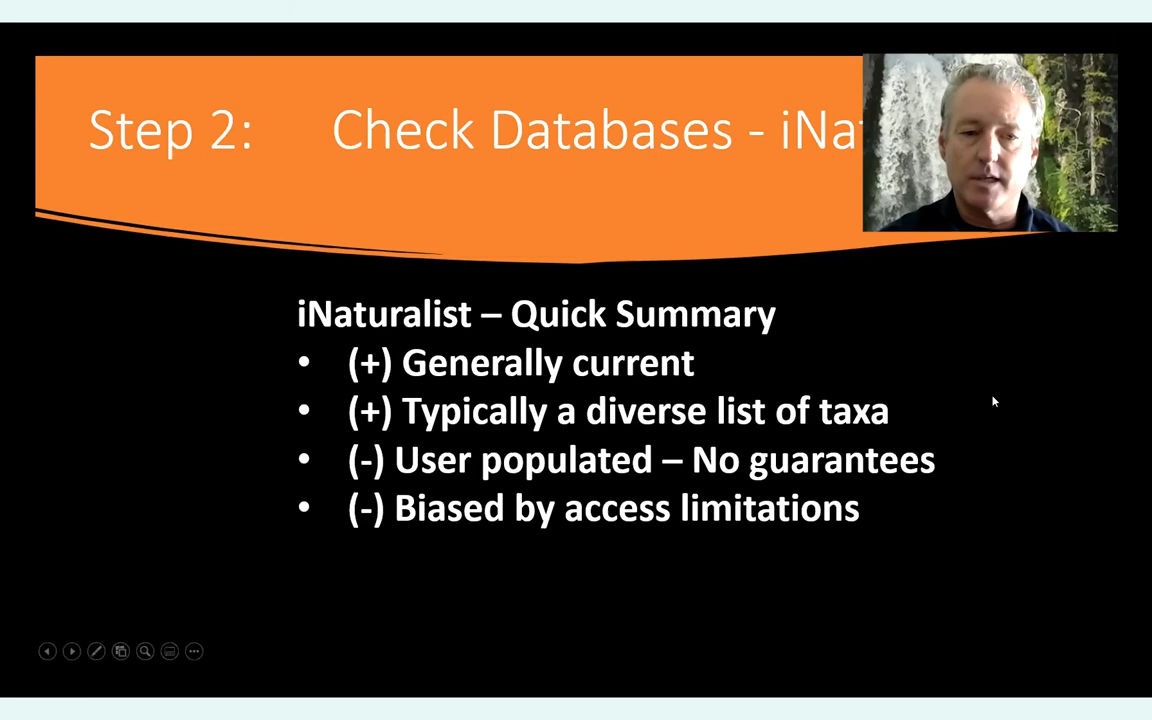 Step 2: Check Databases - iNat
iNaturalist – Quick Summary
• (+) Generally current
• (+) Typically a diverse list of taxa
• (-) User populated – No guarantees
• (-) Biased by access limitations